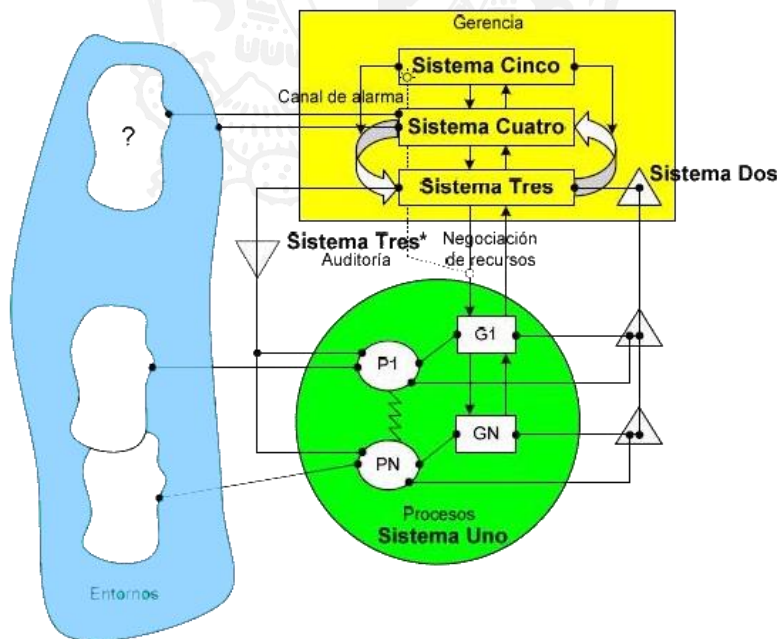 Gerencia
Sistema Cinco
Canal de alarma
?
Sistema Cuatro
Sistema Dos
Sistema Tres
Sistema Tres*
Auditoría
Negociación
de recursos
G1
P1
GN
PN
Procesos
Sistema Uno
Entornos